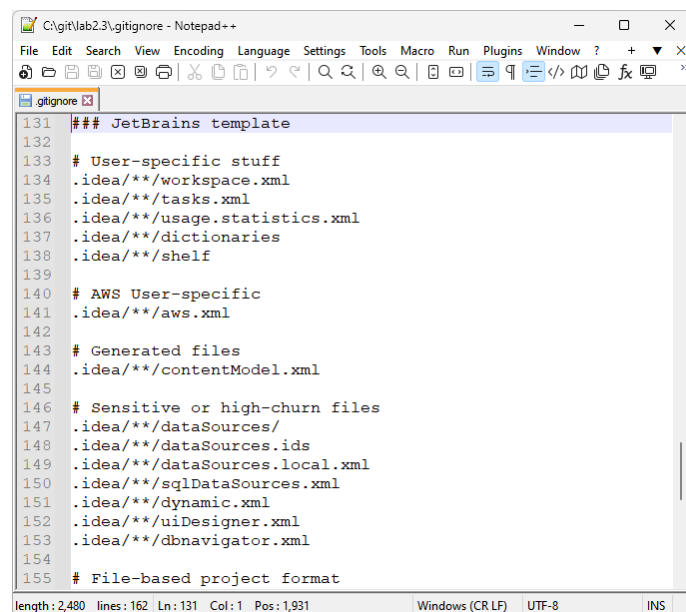 C:\git\lab2.3\.gitignore - Notepad++
File Edit Search View Encoding Language Settings Tools Macro Run Plugins Window ? + ▼ X
.gitignore
131 ### JetBrains template
132
133 # User-specific stuff
134 .idea/**/workspace.xml
135 .idea/**/tasks.xml
136 .idea/**/usage.statistics.xml
137 .idea/**/dictionaries
138 .idea/**/shelf
139
140 # AWS User-specific
141 .idea/**/aws.xml
142
143 # Generated files
144 .idea/**/contentModel.xml
145
146 # Sensitive or high-churn files
147 .idea/**/dataSources/
148 .idea/**/dataSources.ids
149 .idea/**/dataSources.local.xml
150 .idea/**/sqlDataSources.xml
151 .idea/**/dynamic.xml
152 .idea/**/uiDesigner.xml
153 .idea/**/dbnavigator.xml
154
155 # File-based project format
length : 2,480 lines : 162 Ln : 131 Col : 1 Pos : 1,931 Windows (CR LF) UTF-8 INS